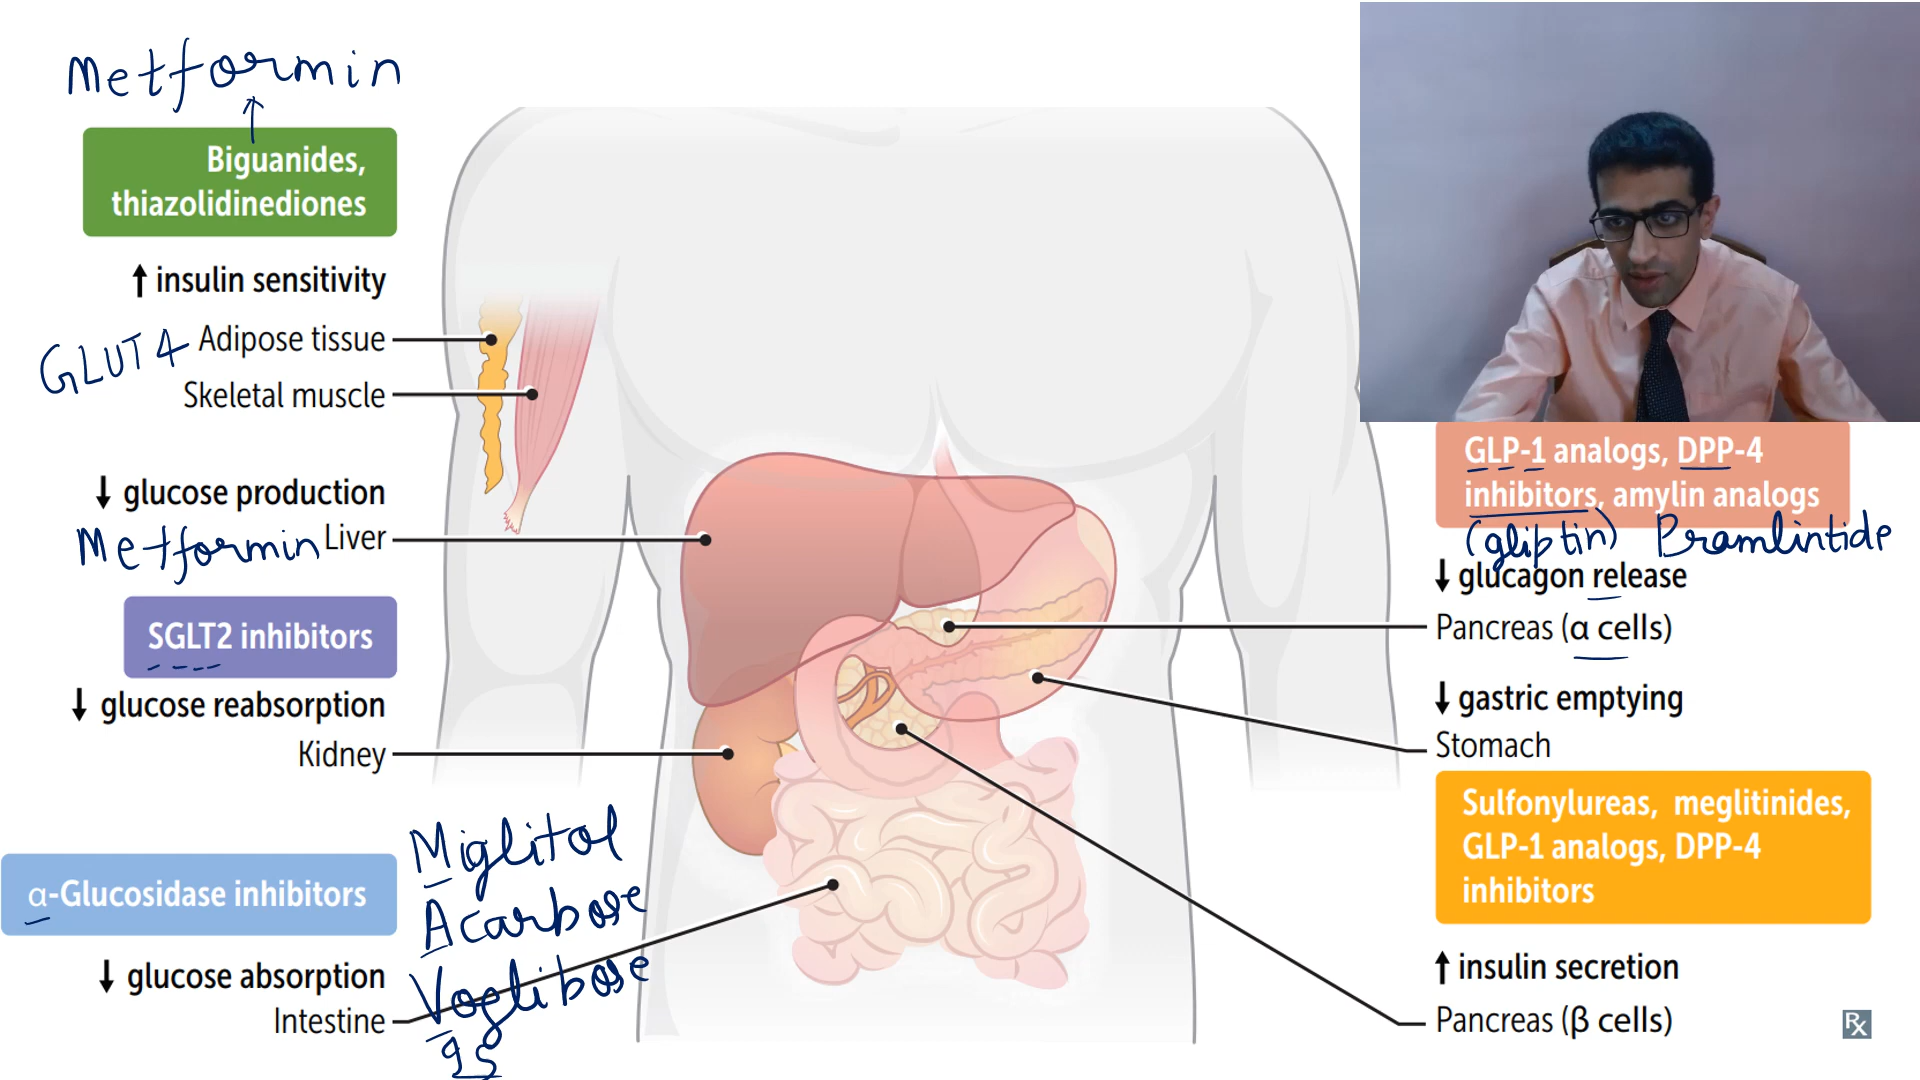 Metformin
↑
Biguanides,
thiazolidinediones
↑ insulin sensitivity
GLUT 4 Adipose tissue
Skeletal muscle
↓ glucose production
Metformin Liver
SGLT2 inhibitors
↓ glucose reabsorption
Kidney
α-Glucosidase inhibitors
↓ glucose absorption
Intestine
Miglitol
Acarbose
Voglibose
GLP-1 analogs, DPP-4
inhibitors, amylin analogs
(gliptin) Pramlintide
↓ glucagon release
Pancreas (α cells)
↓ gastric emptying
Stomach
Sulfonylureas, meglitinides,
GLP-1 analogs, DPP-4
inhibitors
↑ insulin secretion
Pancreas (β cells)
Rx